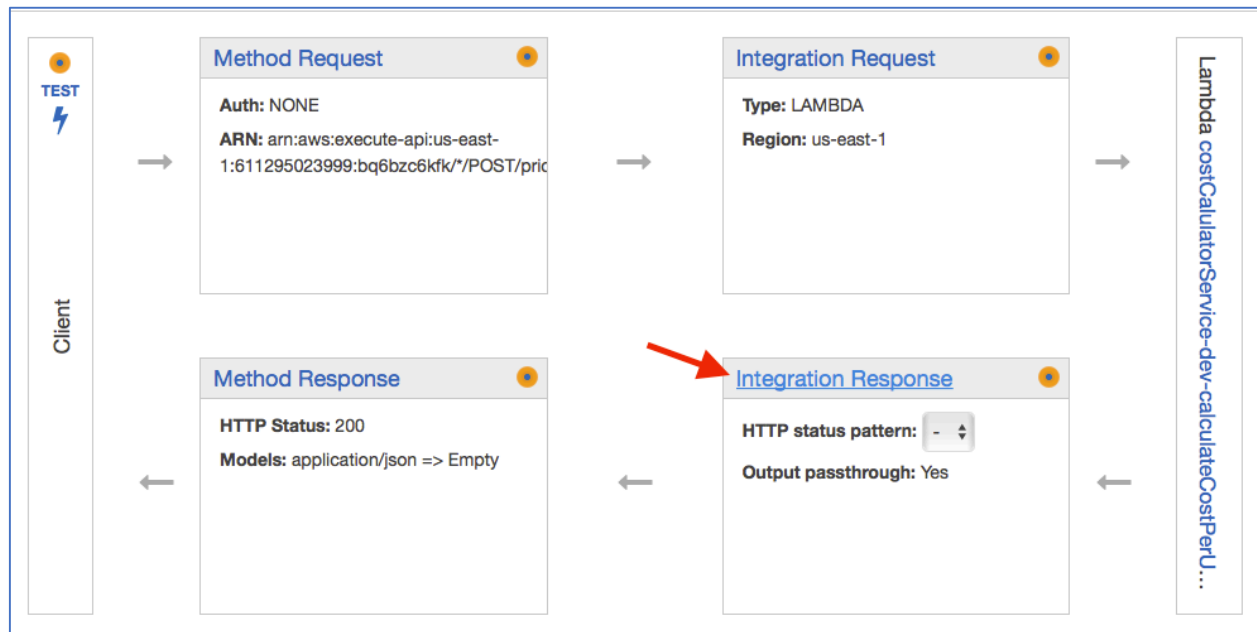 TEST
Client
Method Request
Auth: NONE
ARN: arn:aws:execute-api:us-east-
1:611295023999:bq6bzc6kfk/*/POST/pric
Integration Request
Type: LAMBDA
Region: us-east-1
Lambda costCalulatorService-dev-calculateCostPerU...
Method Response
HTTP Status: 200
Models: application/json => Empty
Integration Response
HTTP status pattern: -
Output passthrough: Yes